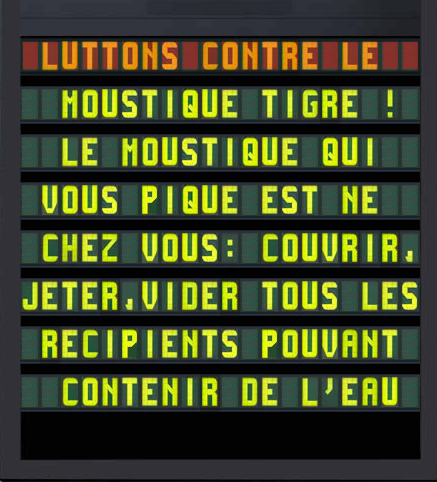 LUTTONS CONTRE LE
MOUSTIQUE TIGRE !
LE MOUSTIQUE QUI
VOUS PIQUE EST NE
CHEZ VOUS: COUVRIR,
JETER,VIDER TOUS LES
RECIPIENTS POUVANT
CONTENIR DE L'EAU